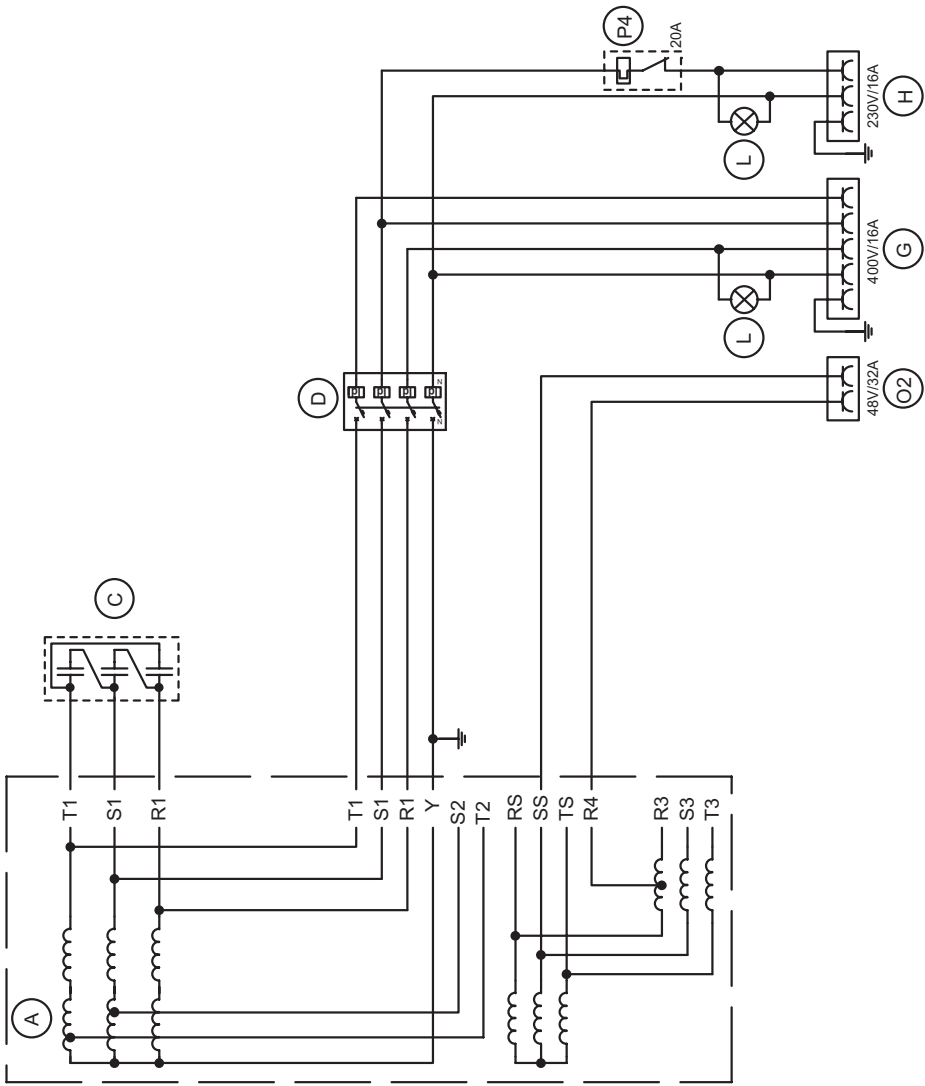 A
T1
S1
R1
C
T1
S1
R1
Y
S2
T2
RS
SS
TS
R4
R3
S3
T3
D
N
N
P4
20A
L
230V/16A
H
L
400V/16A
G
48V/32A
O2